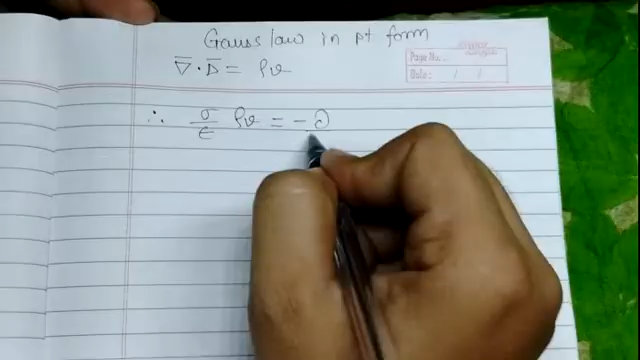 Gauss law in pt form
∇̅ · D̅ = ρv
Page No.
Date: / /
∴ σ/ϵ ρv = -∂